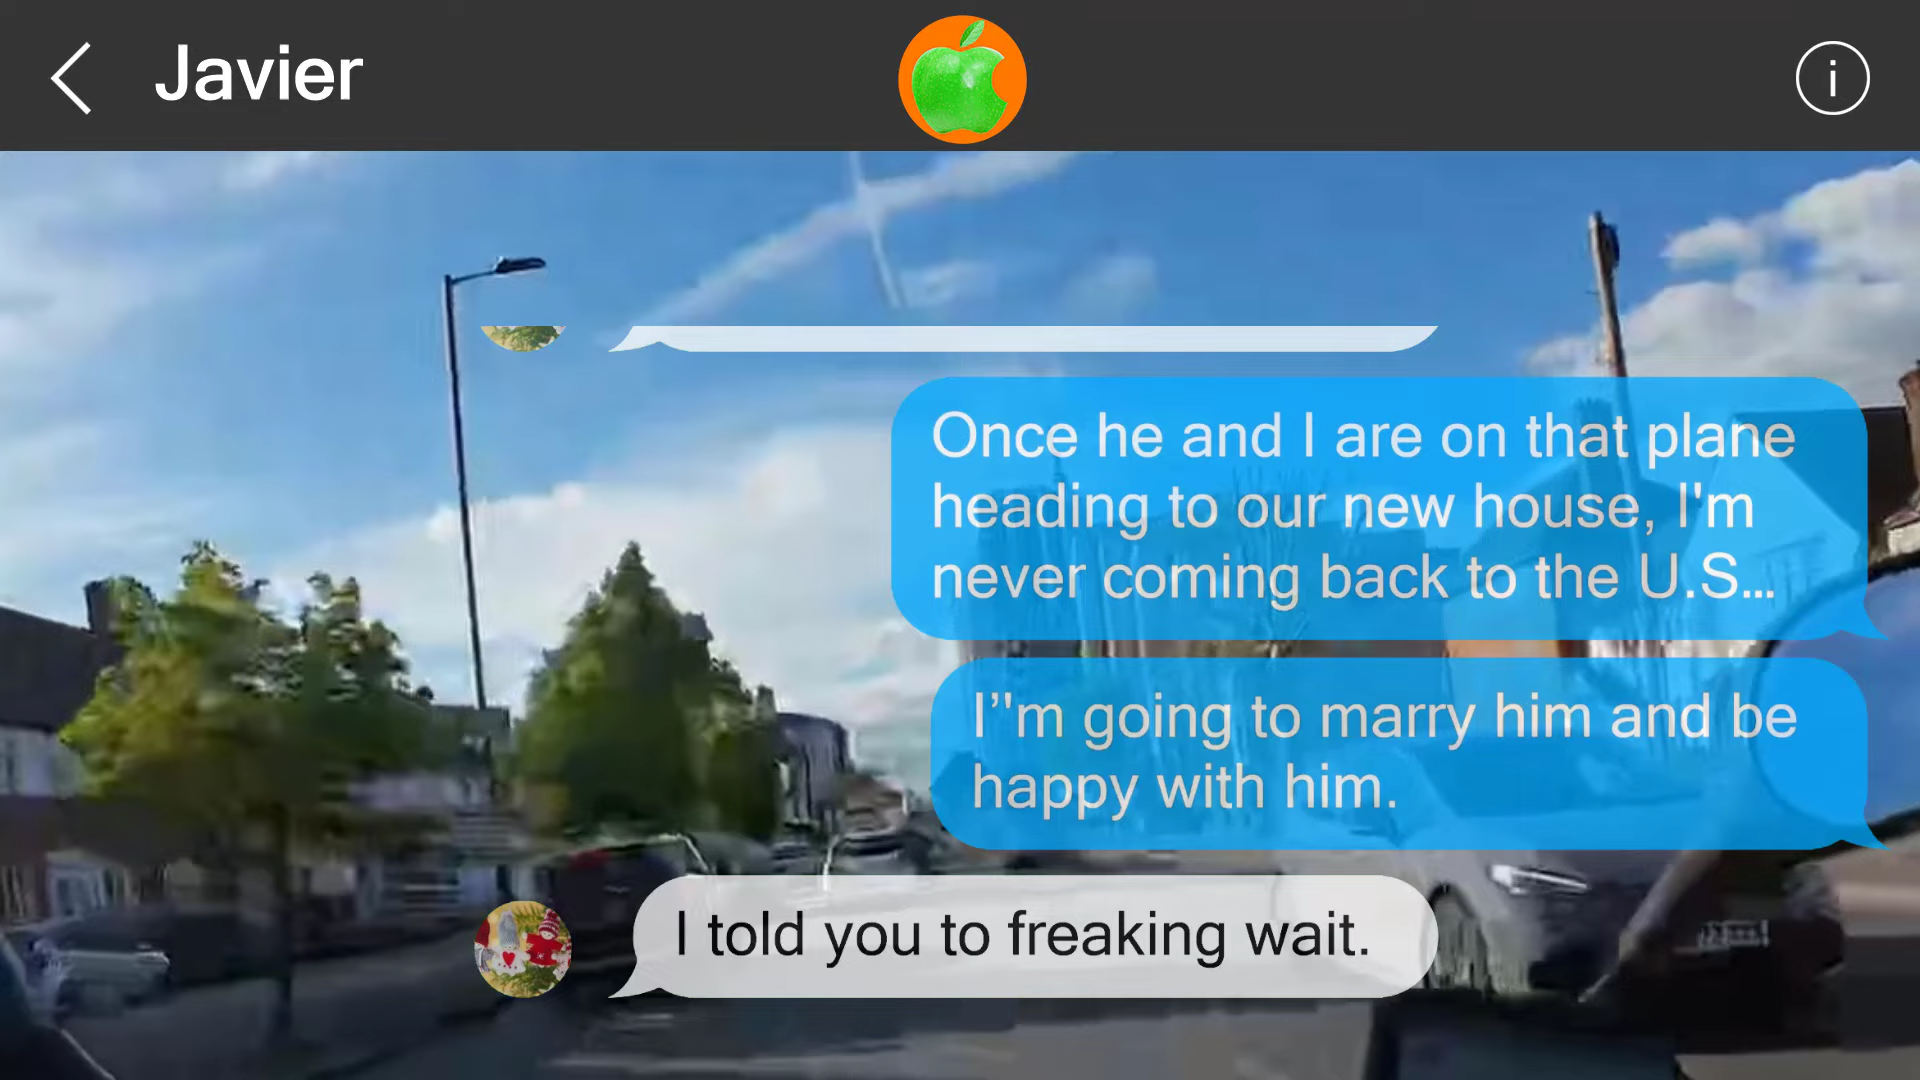 Javier
Once he and I are on that plane
heading to our new house, I'm
never coming back to the U.S...
I’"m going to marry him and be
happy with him.
I told you to freaking wait.